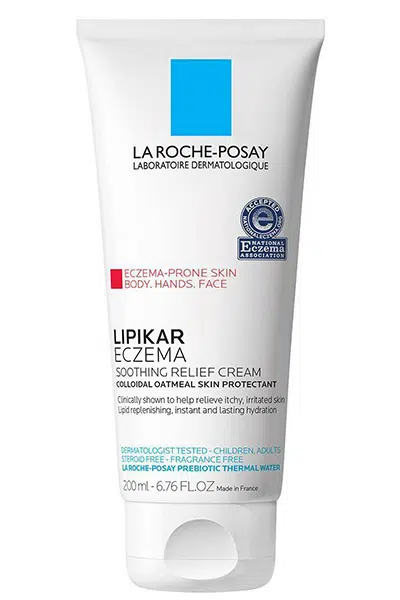 LA ROCHE-POSAY
LABORATOIRE DERMATOLOGIQUE
ACCEPTED
NATIONALECZEMA.ORG
NATIONAL
Eczema
ASSOCIATION
ECZEMA-PRONE SKIN
BODY. HANDS. FACE
LIPIKAR
ECZEMA
SOOTHING RELIEF CREAM
COLLOIDAL OATMEAL SKIN PROTECTANT
Clinically shown to help relieve itchy, irritated skin
Lipid replenishing, instant and lasting hydration
DERMATOLOGIST TESTED - CHILDREN, ADULTS
STEROID FREE - FRAGRANCE FREE
LA ROCHE-POSAY PREBIOTIC THERMAL WATER
200 ml - 6.76 FL.OZ Made in France